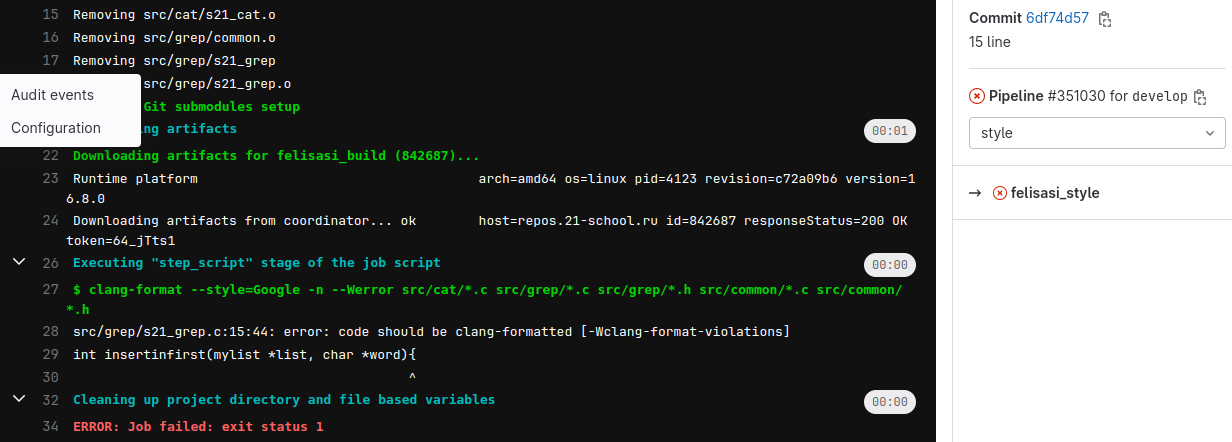 15 Removing src/cat/s21_cat.o
16 Removing src/grep/common.o
17 Removing src/grep/s21_grep
src/grep/s21_grep.o
Audit events
Git submodules setup
Configuration
ng artifacts 00:01
22 Downloading artifacts for felisasi_build (842687)...
23 Runtime platform arch=amd64 os=linux pid=4123 revision=c72a09b6 version=1
6.8.0
24 Downloading artifacts from coordinator... ok host=repos.21-school.ru id=842687 responseStatus=200 OK
token=64_jTts1
26 Executing "step_script" stage of the job script 00:00
27 $ clang-format --style=Google -n --Werror src/cat/*.c src/grep/*.c src/grep/*.h src/common/*.c src/common/
*.h
28 src/grep/s21_grep.c:15:44: error: code should be clang-formatted [-Wclang-format-violations]
29 int insertinfirst(mylist *list, char *word){
30 ^
32 Cleaning up project directory and file based variables 00:00
34 ERROR: Job failed: exit status 1
Commit 6df74d57
15 line
Pipeline #351030 for develop
style
→ felisasi_style